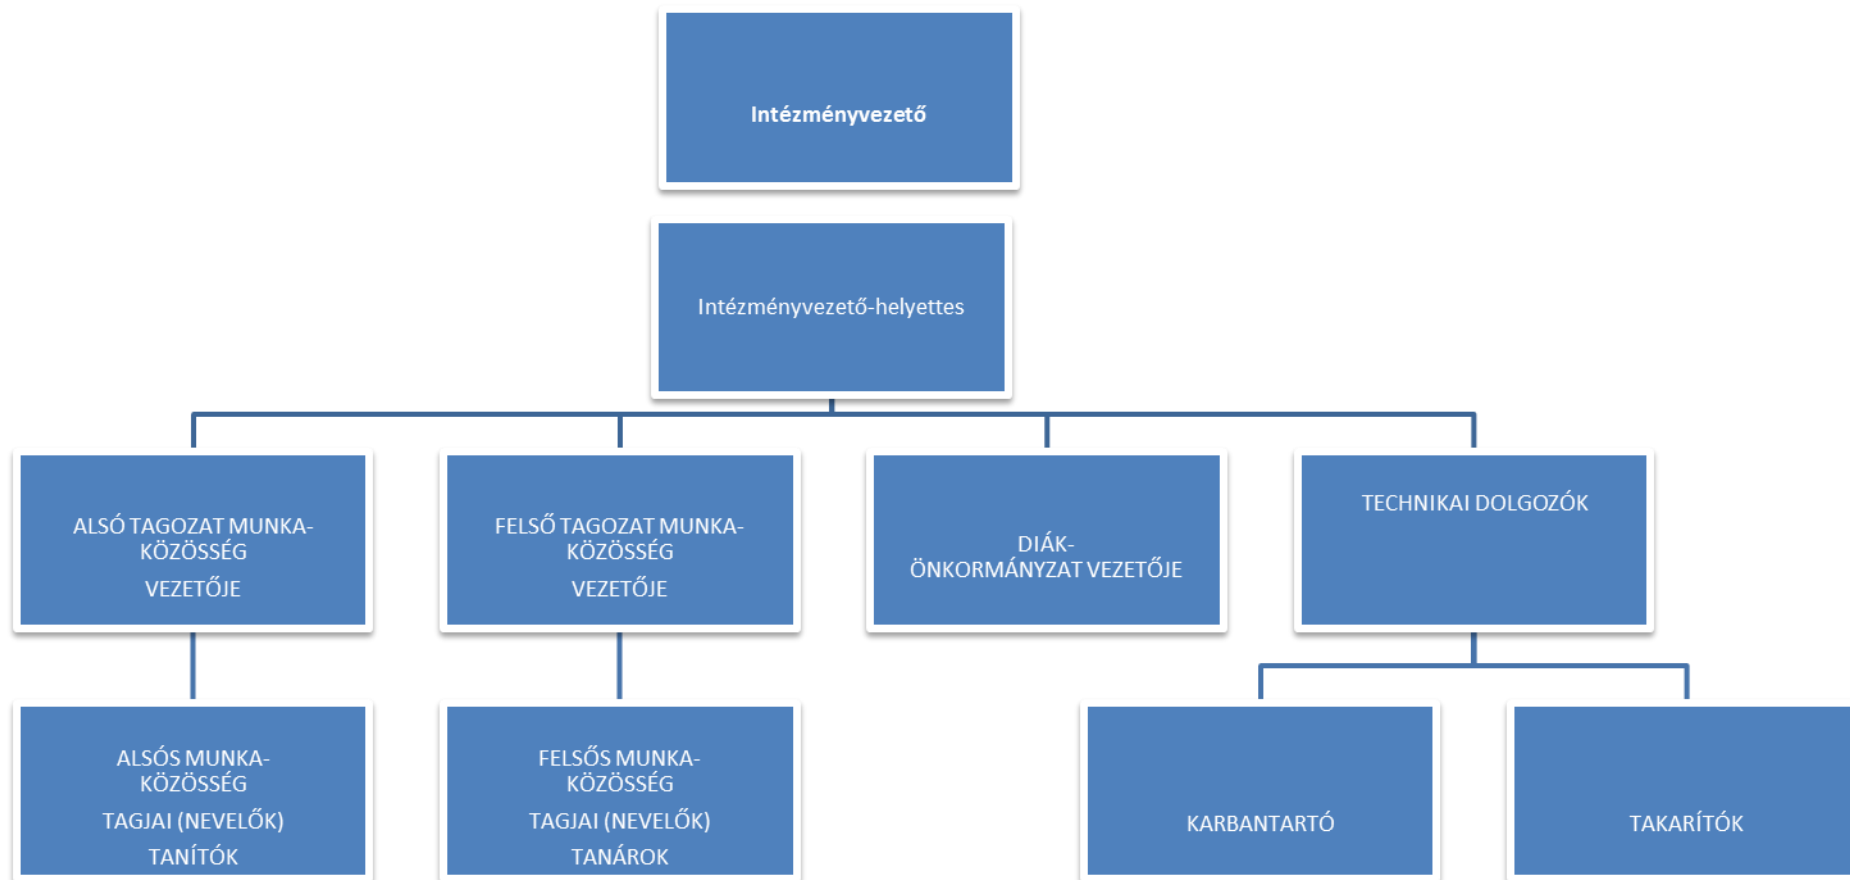 Intézményvezető
Intézményvezető-helyettes
ALSÓ TAGOZAT MUNKA-
KÖZÖSSÉG
VEZETŐJE
FELSŐ TAGOZAT MUNKA-
KÖZÖSSÉG
VEZETŐJE
DIÁK-
ÖNKORMÁNYZAT VEZETŐJE
TECHNIKAI DOLGOZÓK
ALSÓS MUNKA-
KÖZÖSSÉG
TAGJAI (NEVELŐK)
TANÍTÓK
FELSŐS MUNKA-
KÖZÖSSÉG
TAGJAI (NEVELŐK)
TANÁROK
KARBANTARTÓ
TAKARÍTÓK